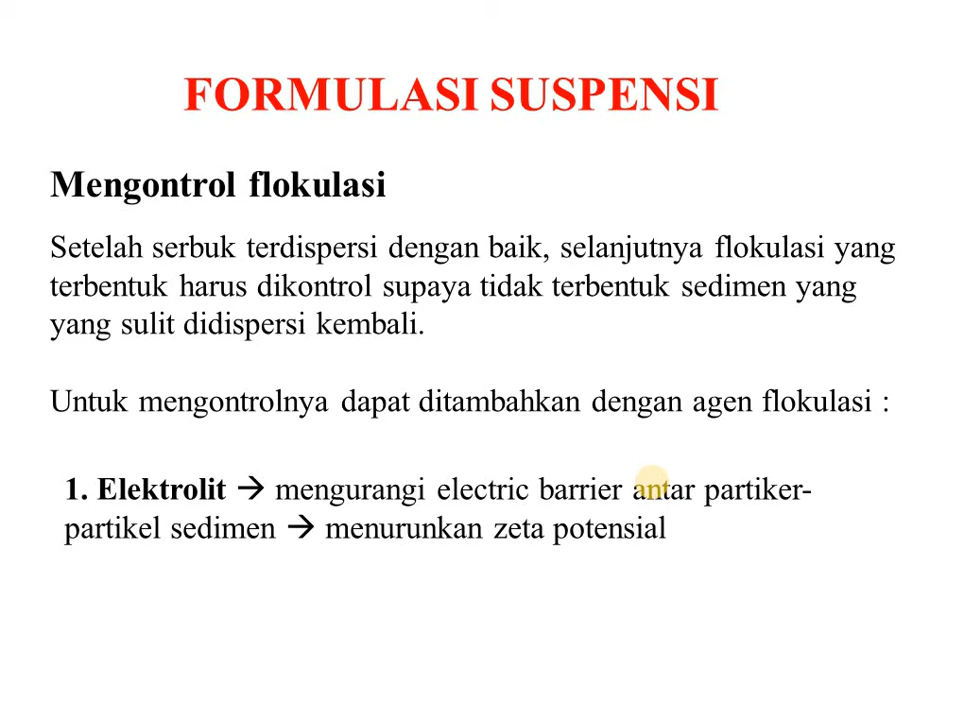 FORMULASI SUSPENSI
Mengontrol flokulasi
Setelah serbuk terdispersi dengan baik, selanjutnya flokulasi yang
terbentuk harus dikontrol supaya tidak terbentuk sedimen yang
yang sulit didispersi kembali.
Untuk mengontrolnya dapat ditambahkan dengan agen flokulasi :
1. Elektrolit → mengurangi electric barrier antar partiker-
partikel sedimen → menurunkan zeta potensial